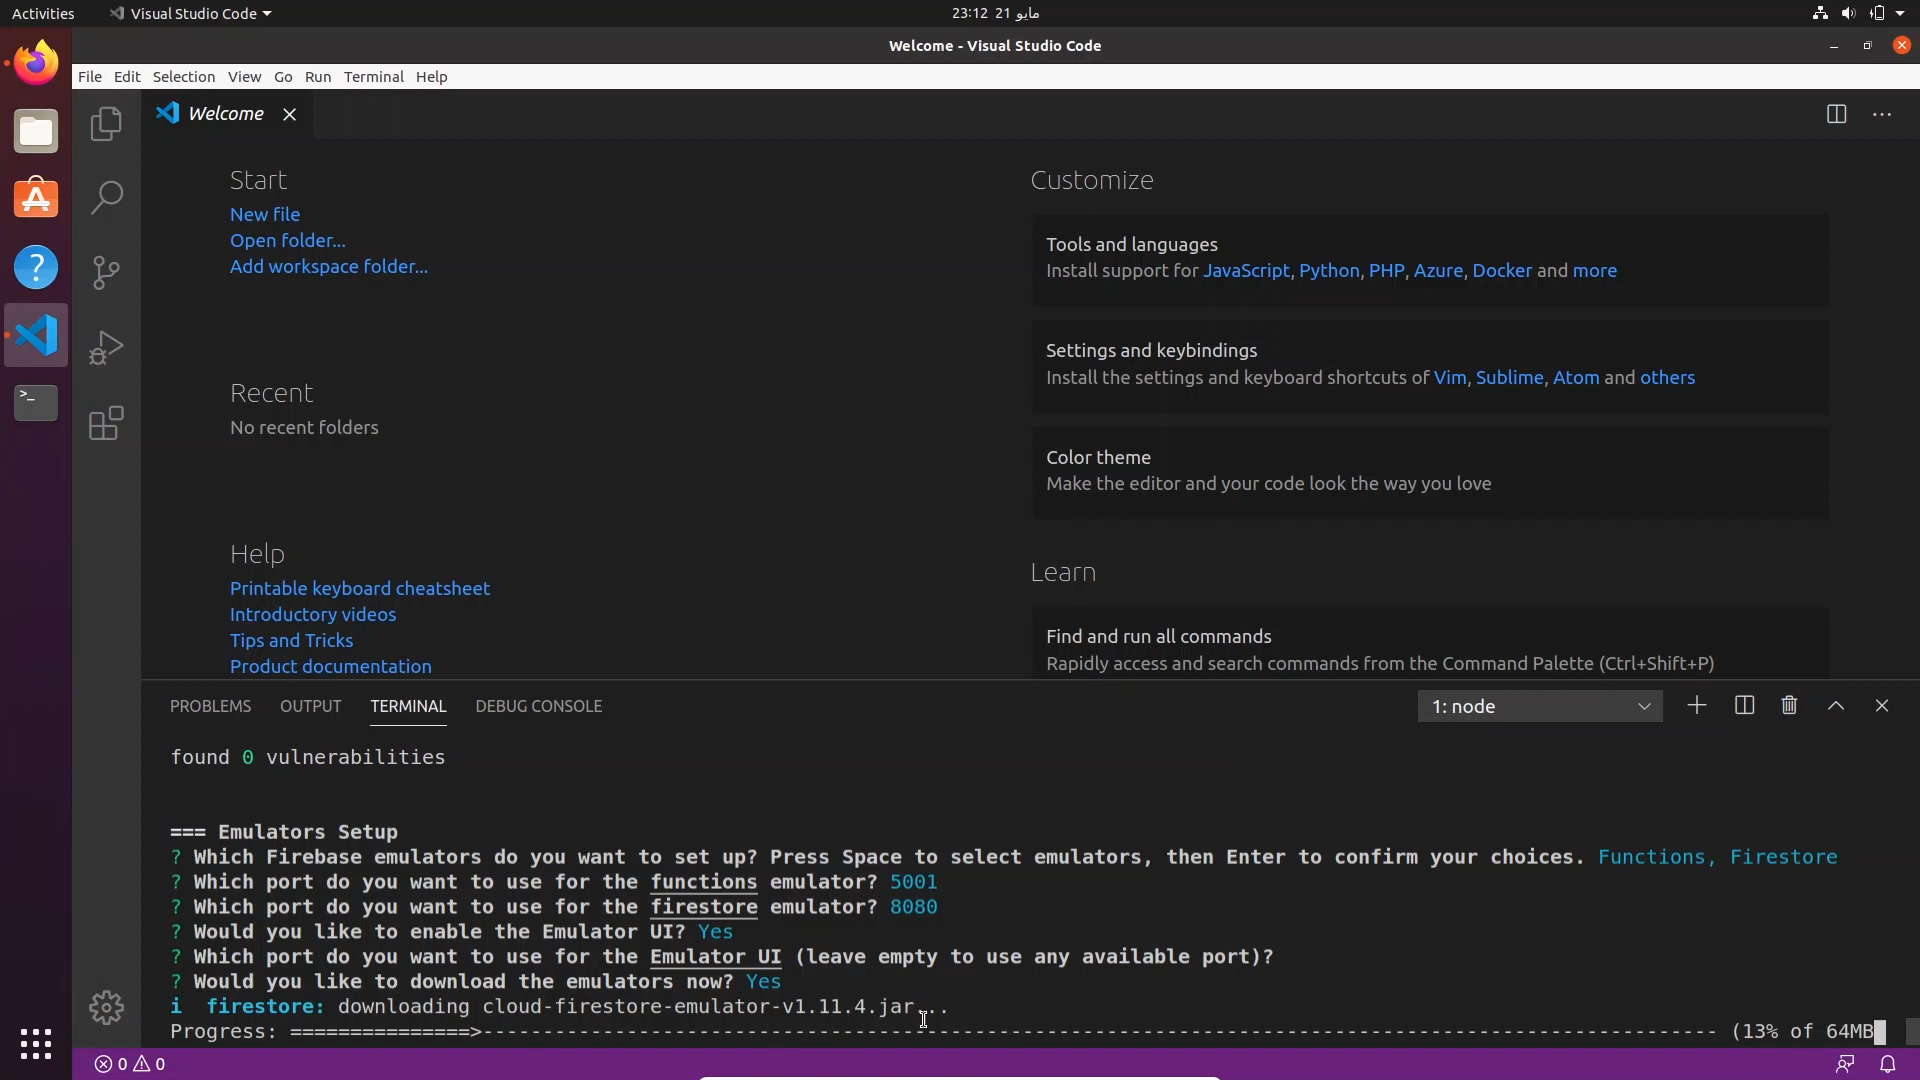 Activities
Visual Studio Code
23:12 21 مايو
Welcome - Visual Studio Code
File Edit Selection View Go Run Terminal Help
Welcome
Start
New file
Open folder...
Add workspace folder...
Recent
No recent folders
Help
Printable keyboard cheatsheet
Introductory videos
Tips and Tricks
Product documentation
Customize
Tools and languages
Install support for JavaScript, Python, PHP, Azure, Docker and more
Settings and keybindings
Install the settings and keyboard shortcuts of Vim, Sublime, Atom and others
Color theme
Make the editor and your code look the way you love
Learn
Find and run all commands
Rapidly access and search commands from the Command Palette (Ctrl+Shift+P)
PROBLEMS OUTPUT TERMINAL DEBUG CONSOLE
1: node
found 0 vulnerabilities
=== Emulators Setup
? Which Firebase emulators do you want to set up? Press Space to select emulators, then Enter to confirm your choices. Functions, Firestore
? Which port do you want to use for the functions emulator? 5001
? Which port do you want to use for the firestore emulator? 8080
? Would you like to enable the Emulator UI? Yes
? Which port do you want to use for the Emulator UI (leave empty to use any available port)?
? Would you like to download the emulators now? Yes
i firestore: downloading cloud-firestore-emulator-v1.11.4.jar...
Progress: ===============>------------------------------------------------------------------------------------------------------- (13% of 64MB
0 0